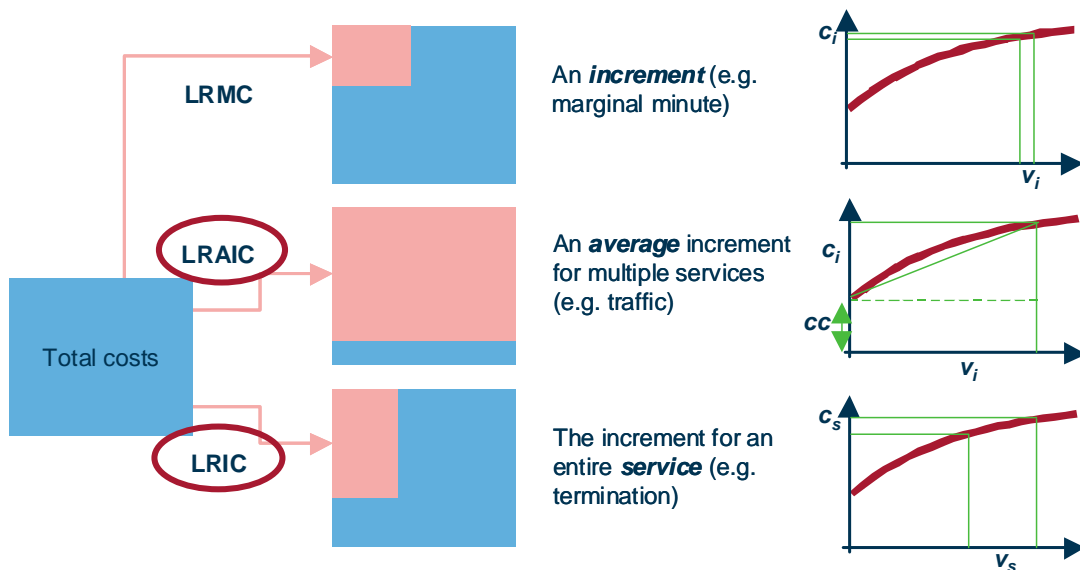 LRMC
An increment (e.g.
marginal minute)
c_i
v_i
LRAIC
An average increment
for multiple services
(e.g. traffic)
c_i
cc
v_i
Total costs
LRIC
The increment for an
entire service (e.g.
termination)
c_s
v_s